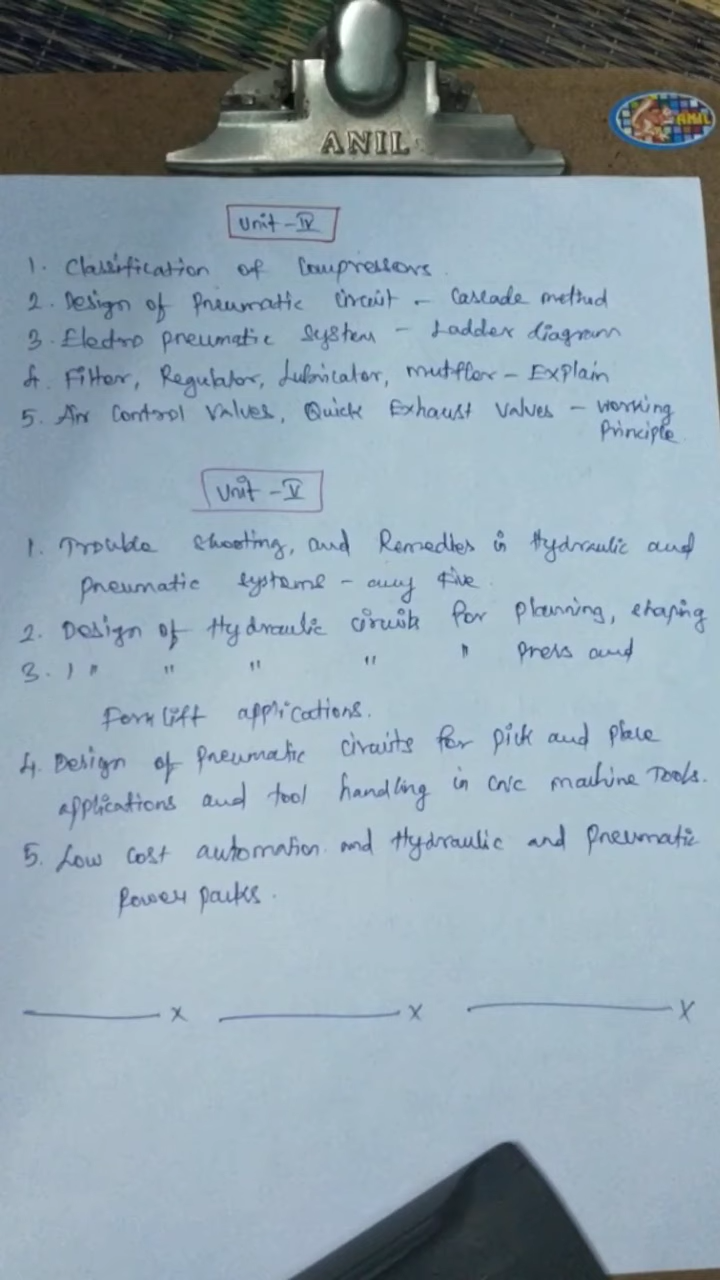 ANIL
ANIL
Unit - IV
1. Classification of Compressors.
2. Design of Pneumatic Circuit - Cascade method
3. Electro pneumatic System - Ladder diagram
4. Filter, Regulator, Lubricator, mutfler - Explain
5. Air Control Valves, Quick Exhaust Valves - Working
Principle.
Unit - V
1. Trouble shooting, and Remedies in Hydraulic and
Pneumatic systems - any five.
2. Design of Hydraulic circuits for planning, shaping
3. ) " " " " " Press and
Fork lift applications.
4. Design of Pneumatic circuits for pick and place
applications and tool handling in CNC machine Tools.
5. Low cost automation and Hydraulic and Pneumatic
Power packs.
x x x